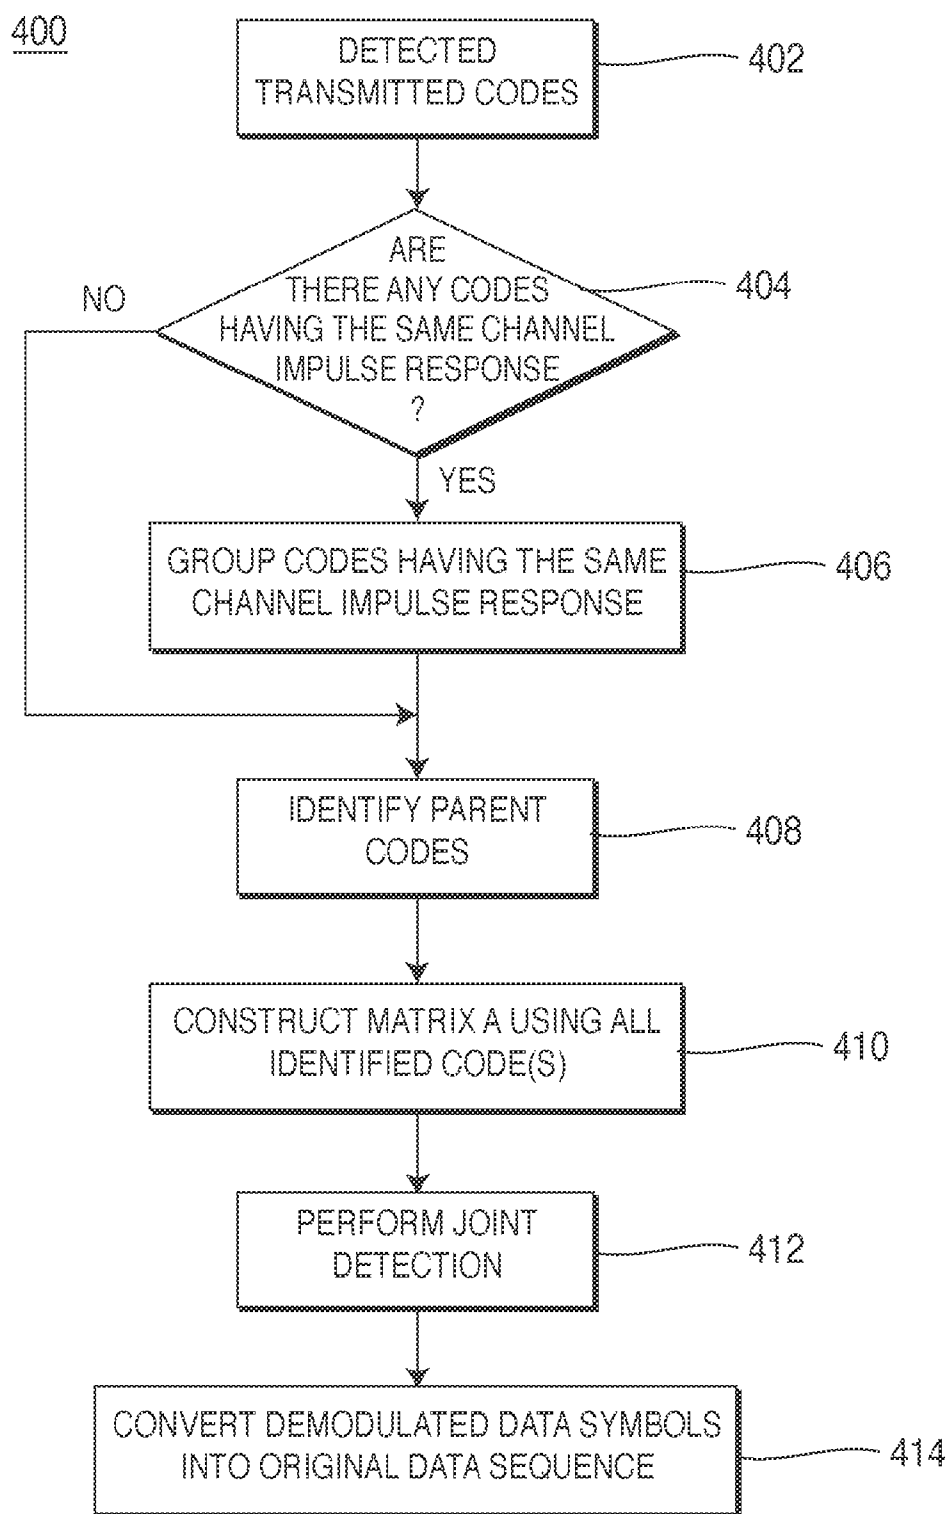 400
DETECTED
TRANSMITTED CODES
402
ARE
THERE ANY CODES
HAVING THE SAME CHANNEL
IMPULSE RESPONSE
?
404
NO
YES
GROUP CODES HAVING THE SAME
CHANNEL IMPULSE RESPONSE
406
IDENTIFY PARENT
CODES
408
CONSTRUCT MATRIX A USING ALL
IDENTIFIED CODE(S)
410
PERFORM JOINT
DETECTION
412
CONVERT DEMODULATED DATA SYMBOLS
INTO ORIGINAL DATA SEQUENCE
414